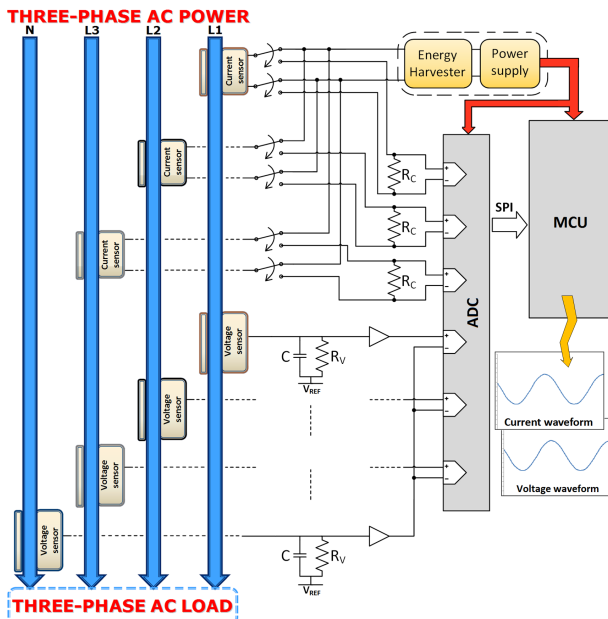 THREE-PHASE AC POWER
N L3 L2 L1
Current sensor
Energy Harvester
Power supply
Current sensor
R_C
SPI
MCU
R_C
Current sensor
R_C
ADC
Voltage sensor
C
R_V
V_REF
Voltage sensor
Current waveform
Voltage sensor
Voltage waveform
Voltage sensor
C
R_V
V_REF
THREE-PHASE AC LOAD
+
−
+
−
+
−
+
−
+
−
+
−